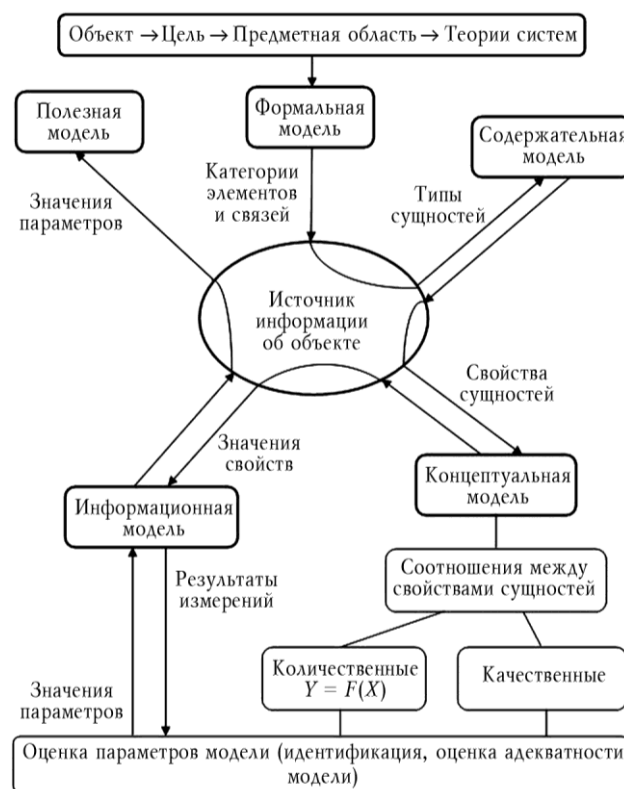 Объект → Цель → Предметная область → Теории систем
Полезная
модель
Формальная
модель
Содержательная
модель
Категории
элементов
и связей
Значения
параметров
Типы
сущностей
Источник
информации
об объекте
Свойства
сущностей
Значения
свойств
Информационная
модель
Концептуальная
модель
Результаты
измерений
Соотношения между
свойствами сущностей
Количественные
Y = F(X)
Качественные
Значения
параметров
Оценка параметров модели (идентификация, оценка адекватности
модели)